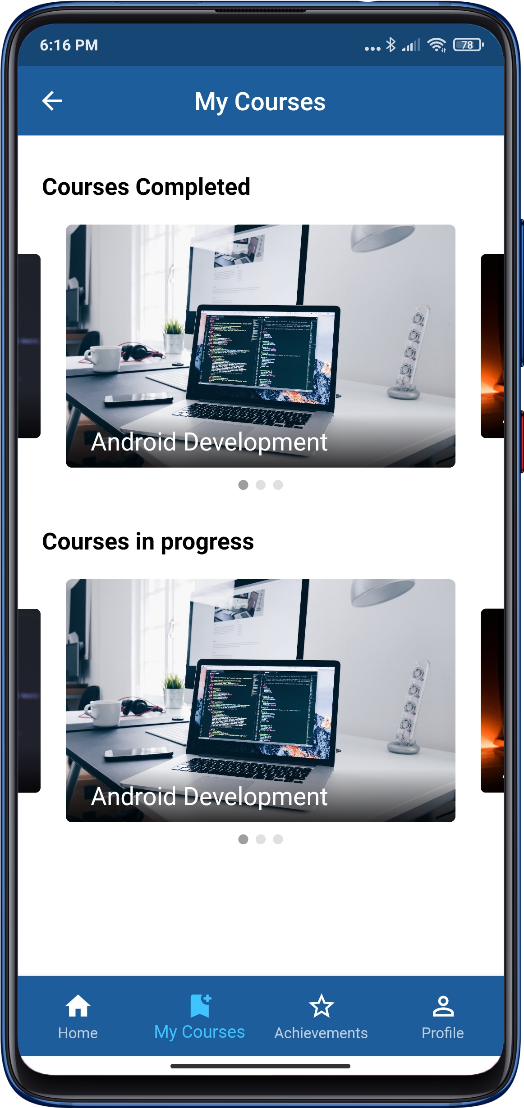 6:16 PM
78
My Courses
Courses Completed
Android Development
Courses in progress
Android Development
Home
My Courses
Achievements
Profile